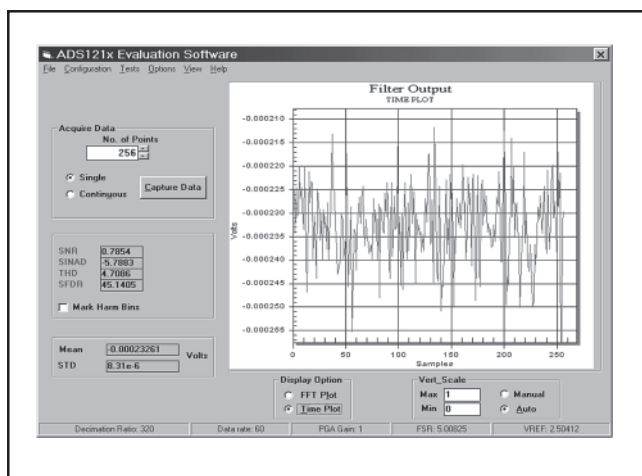 ADS121x Evaluation Software
File Configuration Tests Options View Help
Acquire Data
No. of Points
256
Single
Continuous
Capture Data
SNR 0.7854
SINAD -5.7883
THD 4.7086
SFDR 45.1405
Mark Harm Bins
Mean -0.00023261 Volts
STD 8.31e-6
Filter Output
TIME PLOT
Volts
-0.000210
-0.000215
-0.000220
-0.000225
-0.000230
-0.000235
-0.000240
-0.000245
-0.000250
-0.000255
0 50 100 150 200 250
Samples
Display Option
FFT Plot
Time Plot
Vert_Scale
Max 1
Min 0
Manual
Auto
Decimation Ratio: 320 Data rate: 60 PGA Gain: 1 FSR: 5.00825 VREF: 2.50412